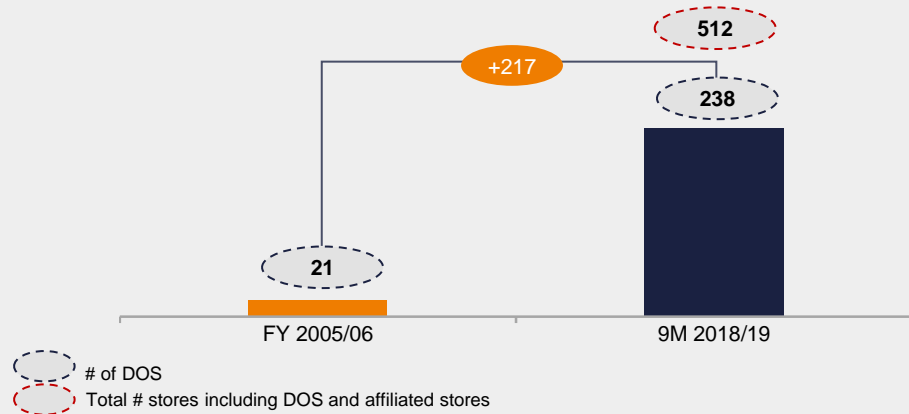 512
+217
238
21
FY 2005/06
9M 2018/19
# of DOS
Total # stores including DOS and affiliated stores